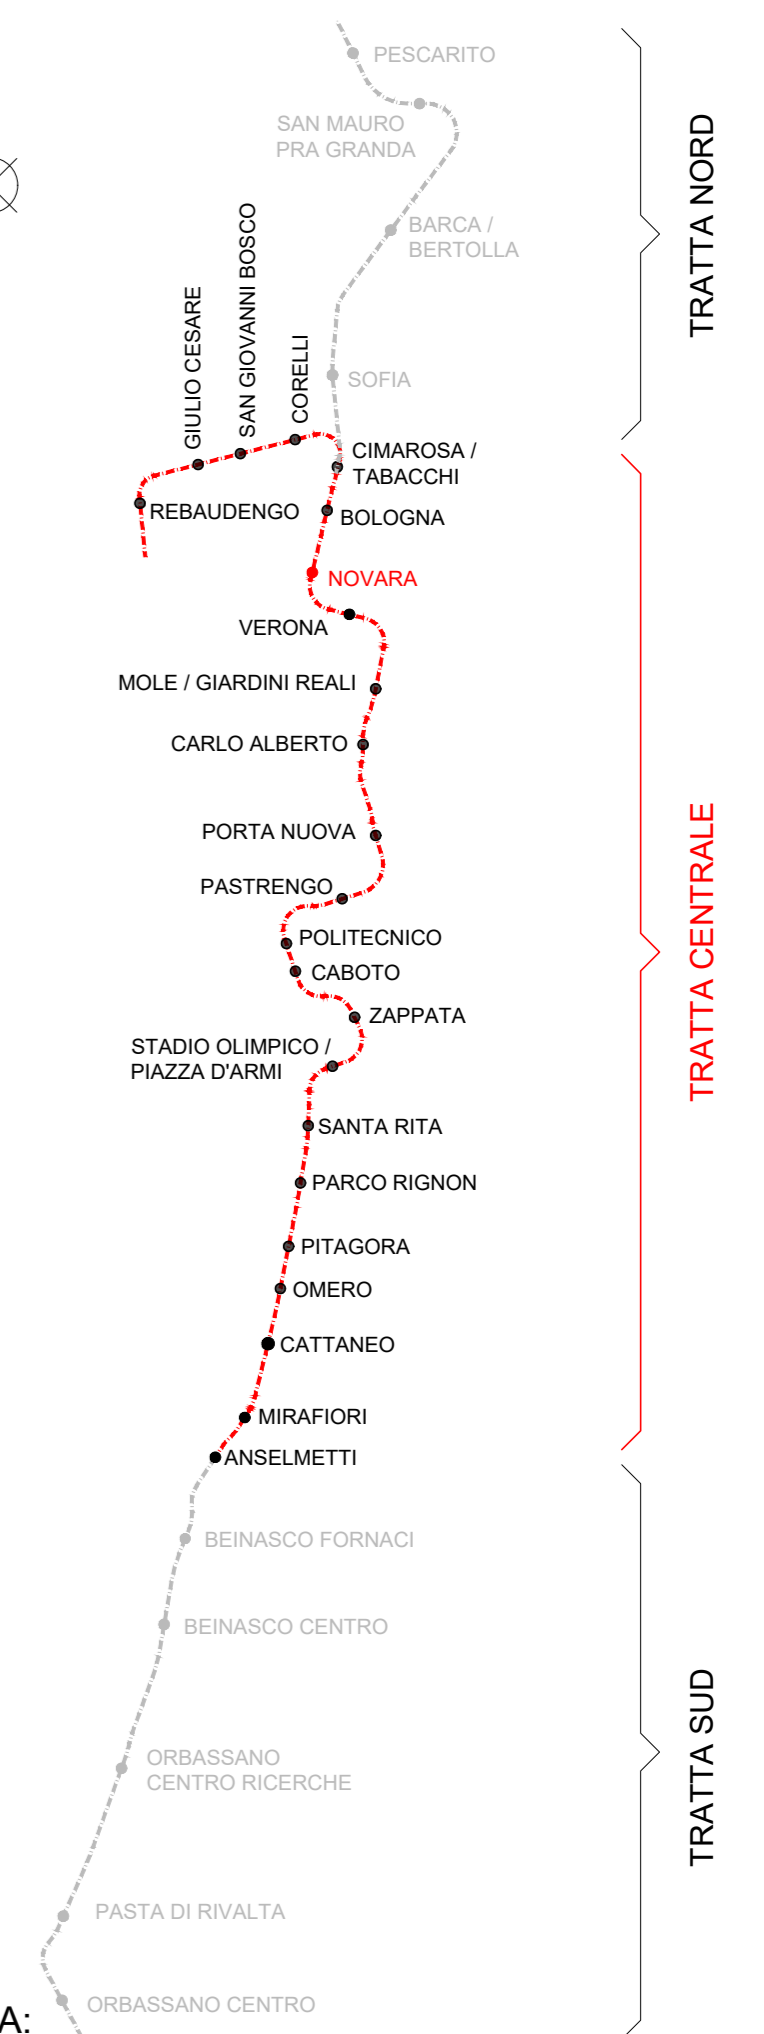 PESCARITO
SAN MAURO
PRA GRANDA
BARCA /
BERTOLLA
SOFIA
TRATTA NORD
GIULIO CESARE
SAN GIOVANNI BOSCO
CORELLI
CIMAROSA /
TABACCHI
REBAUDENGO
BOLOGNA
NOVARA
VERONA
MOLE / GIARDINI REALI
CARLO ALBERTO
PORTA NUOVA
PASTRENGO
POLITECNICO
CABOTO
ZAPPATA
STADIO OLIMPICO /
PIAZZA D'ARMI
SANTA RITA
PARCO RIGNON
PITAGORA
OMERO
CATTANEO
MIRAFIORI
ANSELMETTI
TRATTA CENTRALE
BEINASCO FORNACI
BEINASCO CENTRO
ORBASSANO
CENTRO RICERCHE
PASTA DI RIVALTA
ORBASSANO CENTRO
TRATTA SUD
A: